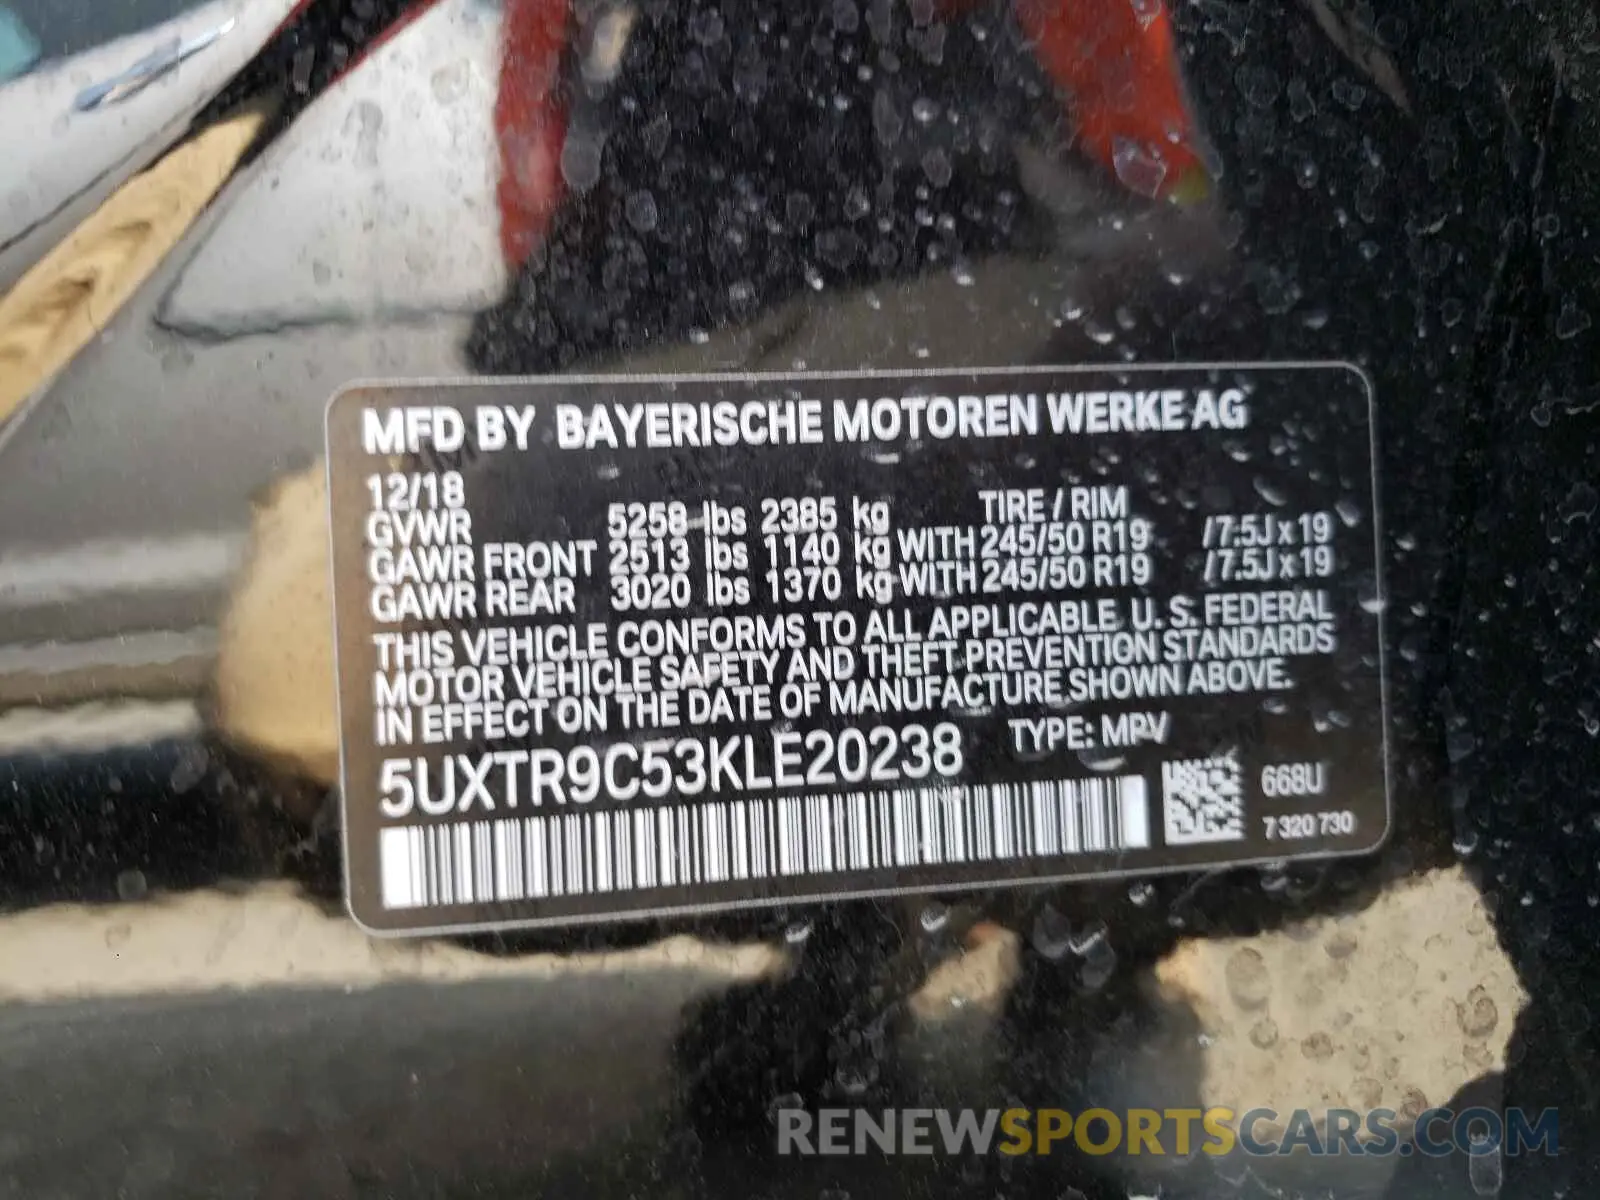 MFD BY BAYERISCHE MOTOREN WERKE AG
12/18
GVWR 5258 lbs 2385 kg TIRE / RIM
GAWR FRONT 2513 lbs 1140 kg WITH 245/50 R19 /7.5J x 19
GAWR REAR 3020 lbs 1370 kg WITH 245/50 R19 /7.5J x 19
THIS VEHICLE CONFORMS TO ALL APPLICABLE U. S. FEDERAL
MOTOR VEHICLE SAFETY AND THEFT PREVENTION STANDARDS
IN EFFECT ON THE DATE OF MANUFACTURE SHOWN ABOVE.
5UXTR9C53KLE20238 TYPE: MPV
668U
7 320 730
RENEWSPORTSCARS.COM